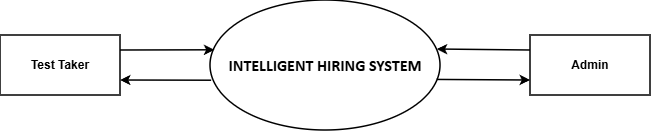 Test Taker
INTELLIGENT HIRING SYSTEM
Admin